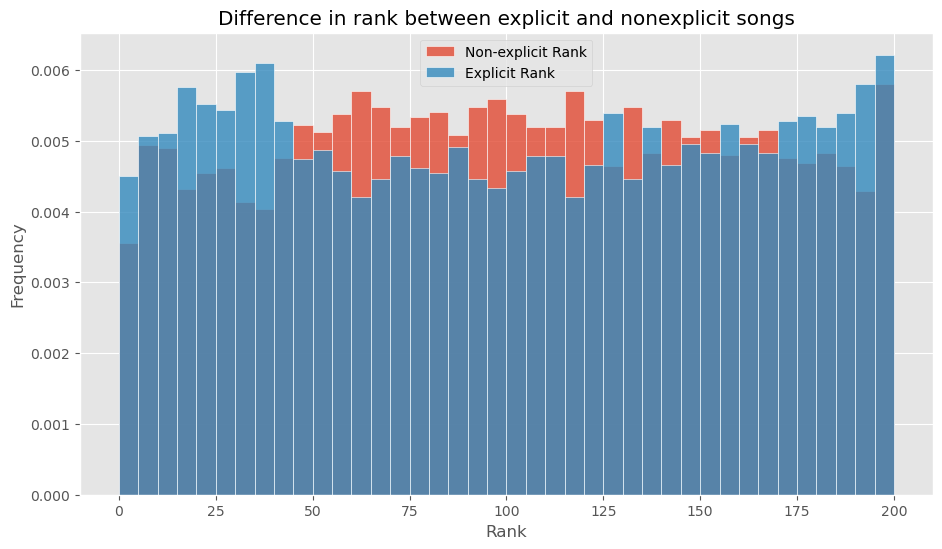 Difference in rank between explicit and nonexplicit songs
Non-explicit Rank
Explicit Rank
Frequency
0.006
0.005
0.004
0.003
0.002
0.001
0.000
0 25 50 75 100 125 150 175 200
Rank